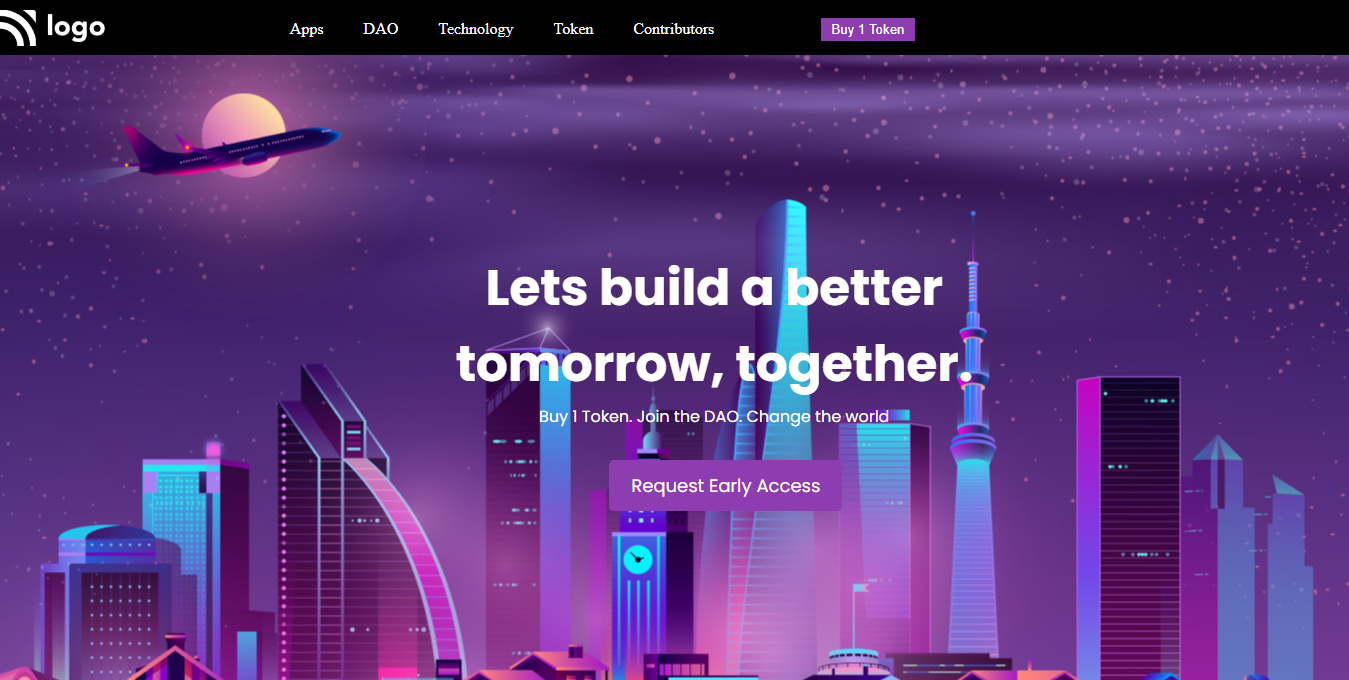 logo
Apps DAO Technology Token Contributors Buy 1 Token
Lets build a better
tomorrow, together.
Buy 1 Token. Join the DAO. Change the world
Request Early Access